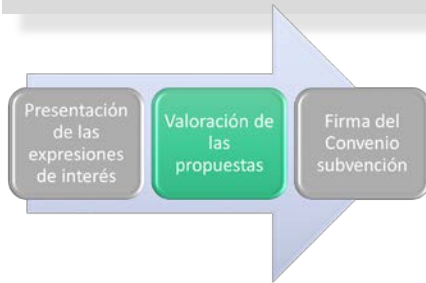 Presentación
de las
expresiones
de interés
Valoración de
las
propuestas
Firma del
Convenio
subvención